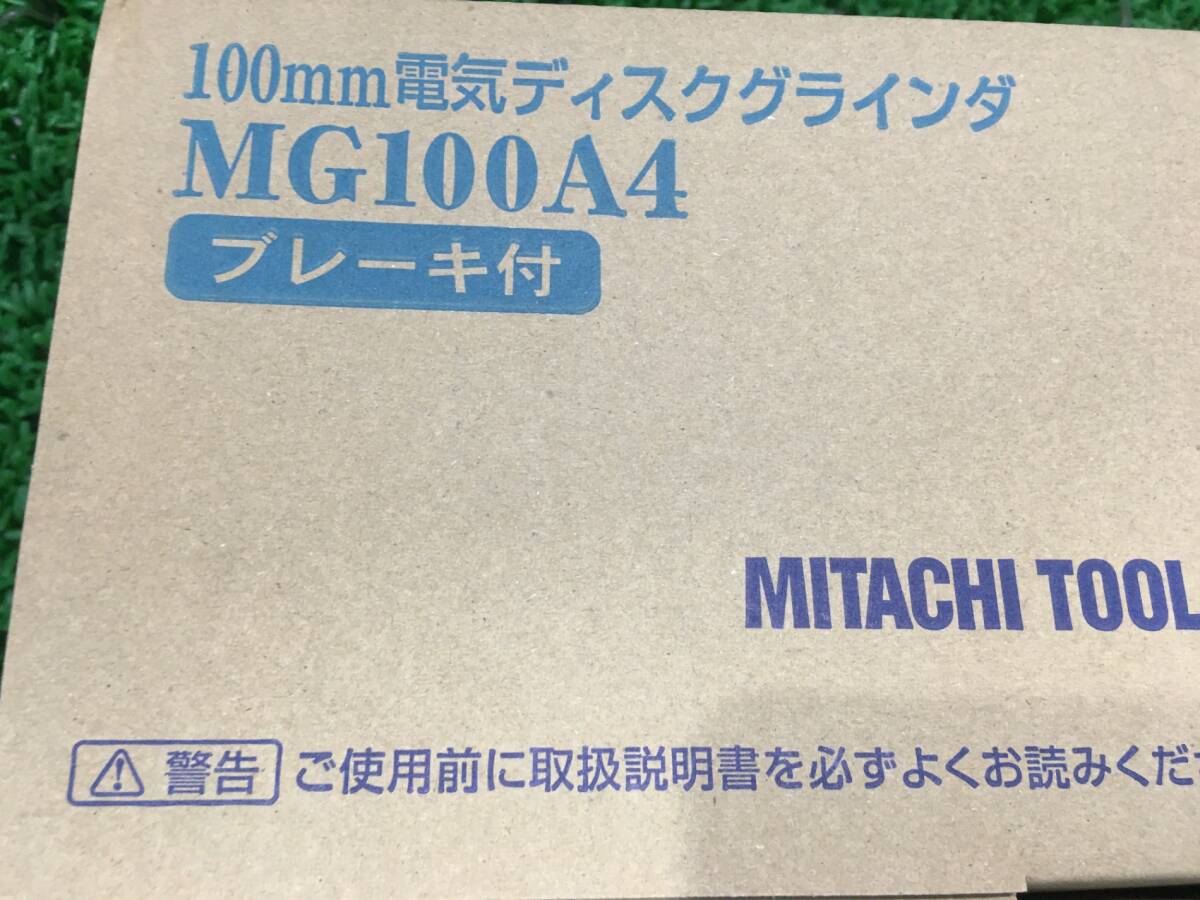 100mm電気ディスクグラインダ
MG100A4
ブレーキ付
MITACHI TOOL
警告 ご使用前に取扱説明書を必ずよくお読みくださ